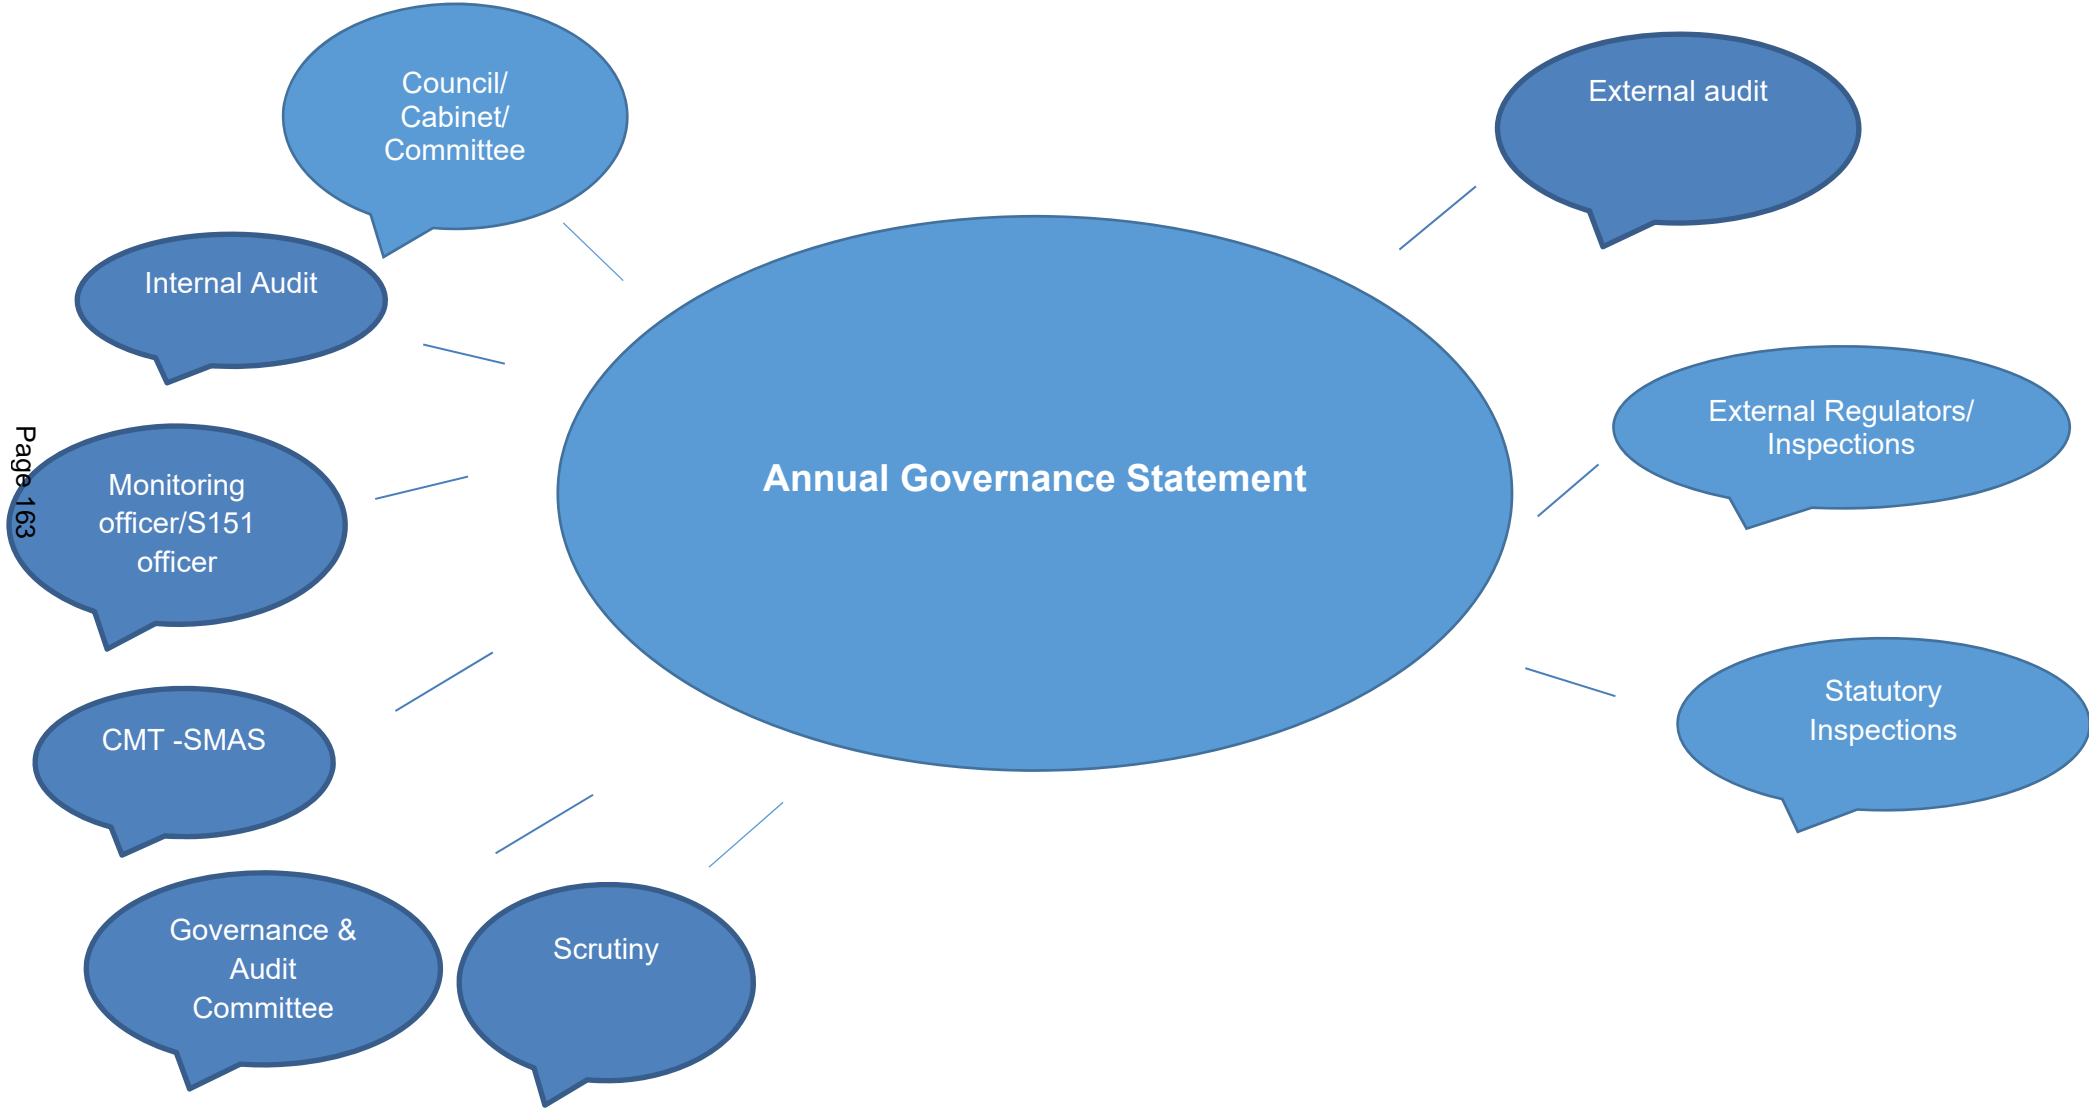 Council/
Cabinet/
Committee
External audit
Internal Audit
External Regulators/
Inspections
Annual Governance Statement
Monitoring
officer/S151
officer
Page 163
Statutory
Inspections
CMT -SMAS
Governance &
Audit
Committee
Scrutiny